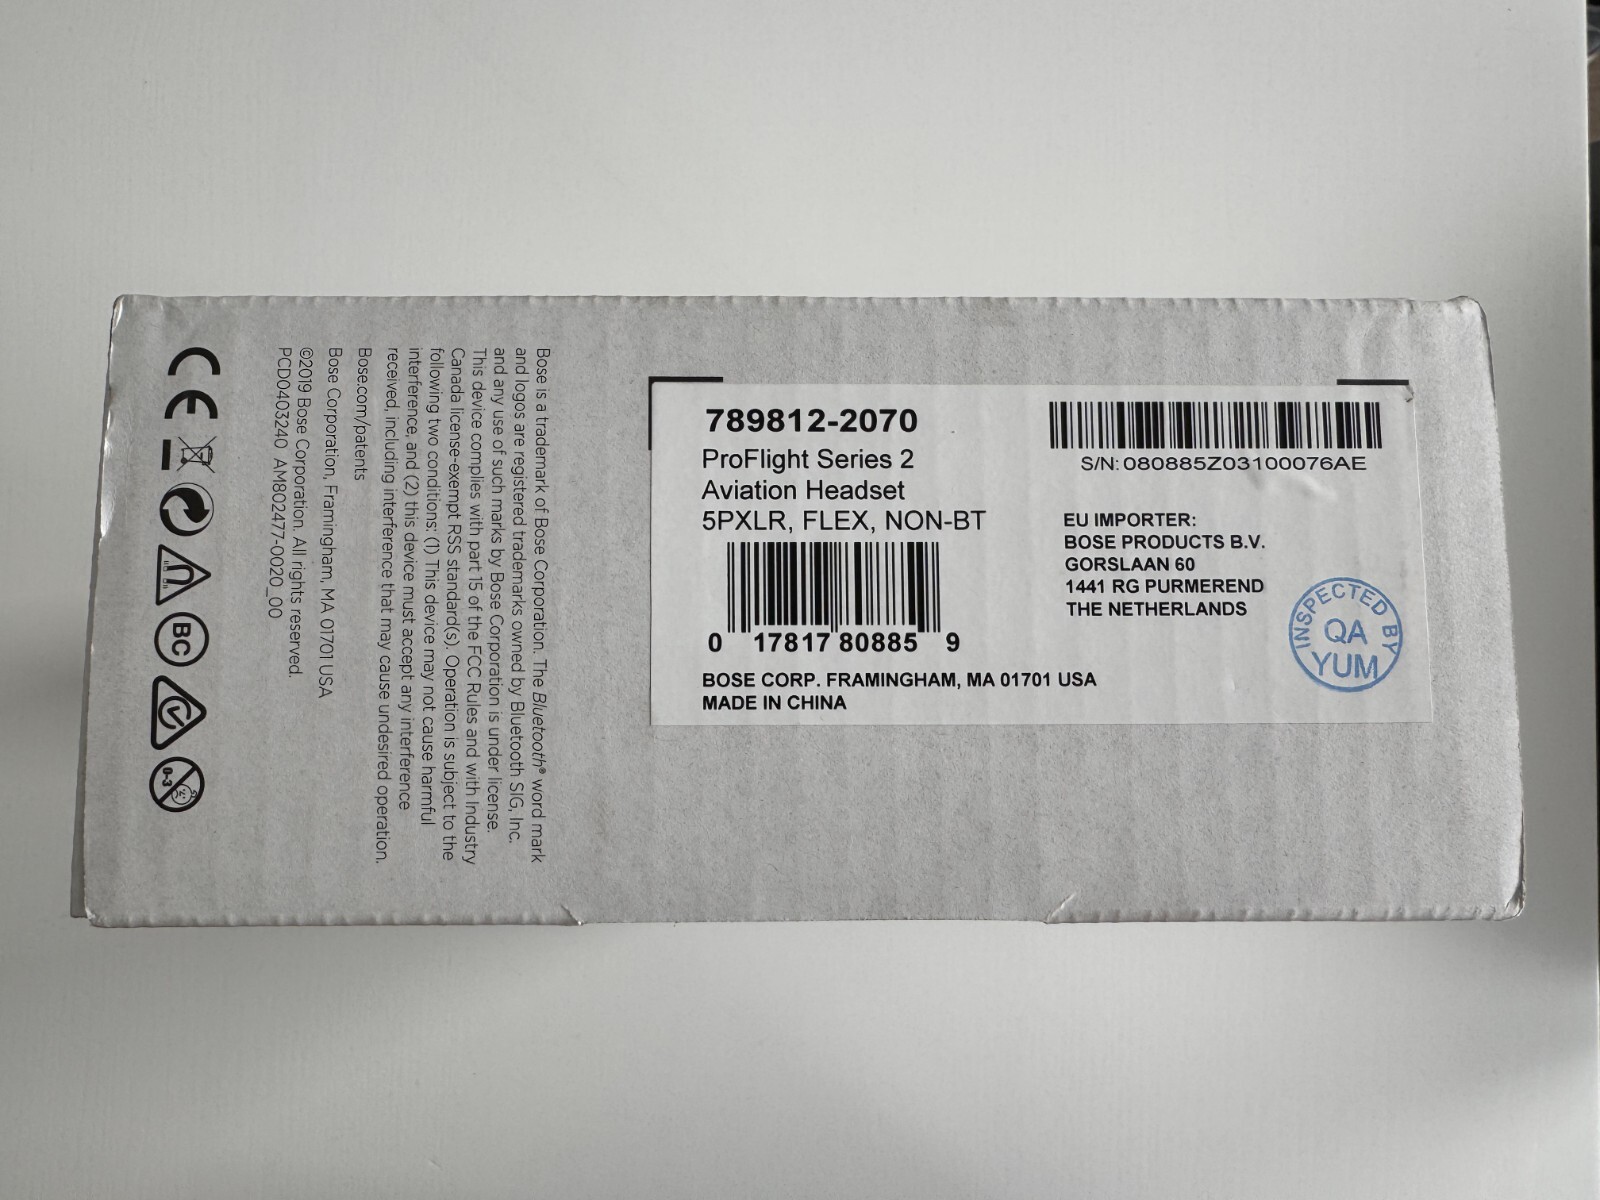 Bose is a trademark of Bose Corporation. The Bluetooth® word mark
and logos are registered trademarks owned by Bluetooth SIG, Inc.
and any use of such marks by Bose Corporation is under license.
This device complies with part 15 of the FCC Rules and with Industry
Canada license-exempt RSS standard(s). Operation is subject to the
following two conditions: (1) This device may not cause harmful
interference, and (2) this device must accept any interference
received, including interference that may cause undesired operation.
Bose.com/patents
Bose Corporation, Framingham, MA 01701 USA
©2019 Bose Corporation. All rights reserved.
PCD0403240 AM802477-0020_00
CE
BC
0-3
789812-2070
ProFlight Series 2
Aviation Headset
5PXLR, FLEX, NON-BT
0 17817 80885 9
BOSE CORP. FRAMINGHAM, MA 01701 USA
MADE IN CHINA
S/N: 080885Z03100076AE
EU IMPORTER:
BOSE PRODUCTS B.V.
GORSLAAN 60
1441 RG PURMEREND
THE NETHERLANDS
INSPECTED BY
QA
YUM